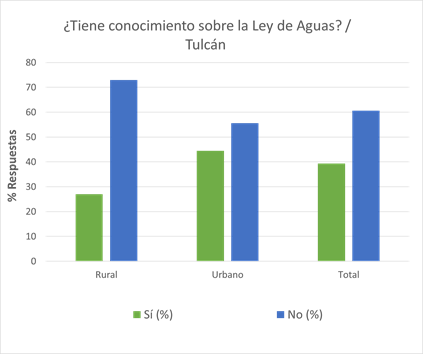 ¿Tiene conocimiento sobre la Ley de Aguas? /
Tulcán
% Respuestas
80
70
60
50
40
30
20
10
0
Rural Urbano Total
Sí (%) No (%)